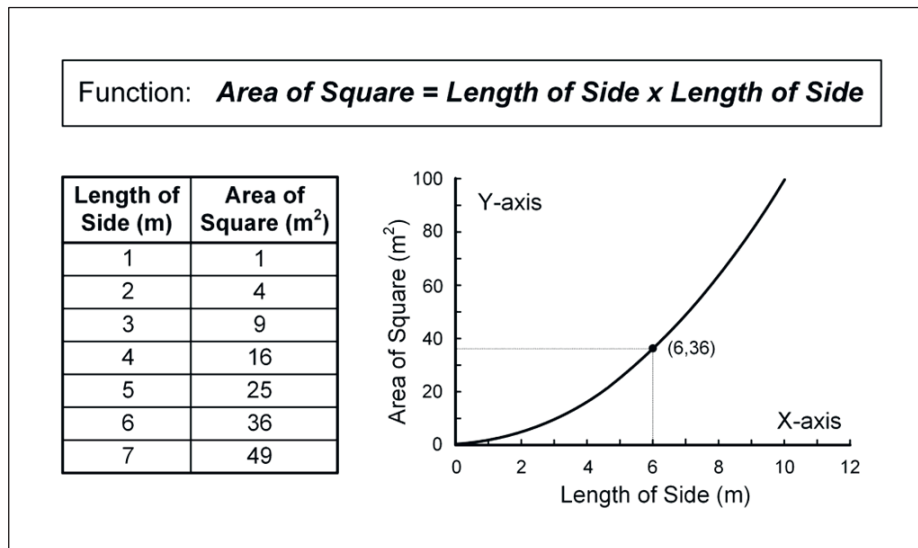 Function: Area of Square = Length of Side x Length of Side
Length of Side (m) Area of Square (m²)
1 1
2 4
3 9
4 16
5 25
6 36
7 49
100
Y-axis
80
60
40
(6,36)
20
X-axis
0
0 2 4 6 8 10 12
Area of Square (m²)
Length of Side (m)